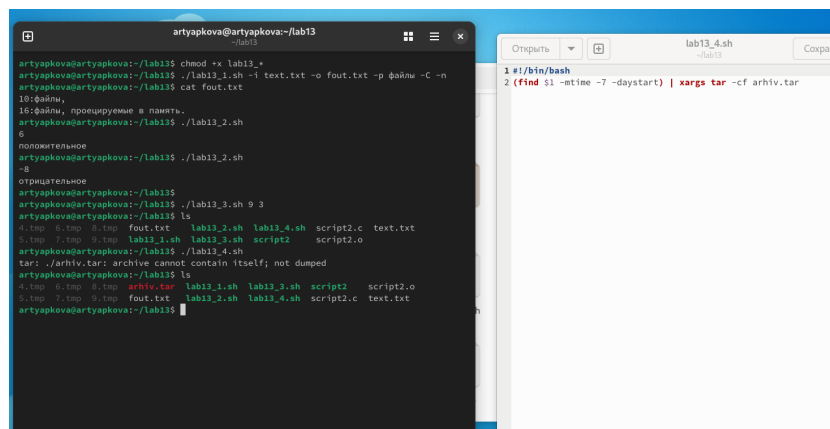 artyapkova@artyapkova:~/lab13
~/lab13
artyapkova@artyapkova:~/lab13$ chmod +x lab13_*
artyapkova@artyapkova:~/lab13$ ./lab13_1.sh -i text.txt -o fout.txt -p файлы -C -n
artyapkova@artyapkova:~/lab13$ cat fout.txt
10:файлы,
16:файлы, проецируемые в память.
artyapkova@artyapkova:~/lab13$ ./lab13_2.sh
6
положительное
artyapkova@artyapkova:~/lab13$ ./lab13_2.sh
-8
отрицательное
artyapkova@artyapkova:~/lab13$
artyapkova@artyapkova:~/lab13$ ./lab13_3.sh 9 3
artyapkova@artyapkova:~/lab13$ ls
4.tmp 6.tmp 8.tmp fout.txt lab13_2.sh lab13_4.sh script2.c text.txt
5.tmp 7.tmp 9.tmp lab13_1.sh lab13_3.sh script2 script2.o
artyapkova@artyapkova:~/lab13$ ./lab13_4.sh
tar: ./arhiv.tar: archive cannot contain itself; not dumped
artyapkova@artyapkova:~/lab13$ ls
4.tmp 6.tmp 8.tmp arhiv.tar lab13_1.sh lab13_3.sh script2 script2.o
5.tmp 7.tmp 9.tmp fout.txt lab13_2.sh lab13_4.sh script2.c text.txt
artyapkova@artyapkova:~/lab13$
Открыть
lab13_4.sh
~/lab13
Сохра
1 #!/bin/bash
2 (find $1 -mtime -7 -daystart) | xargs tar -cf arhiv.tar
h